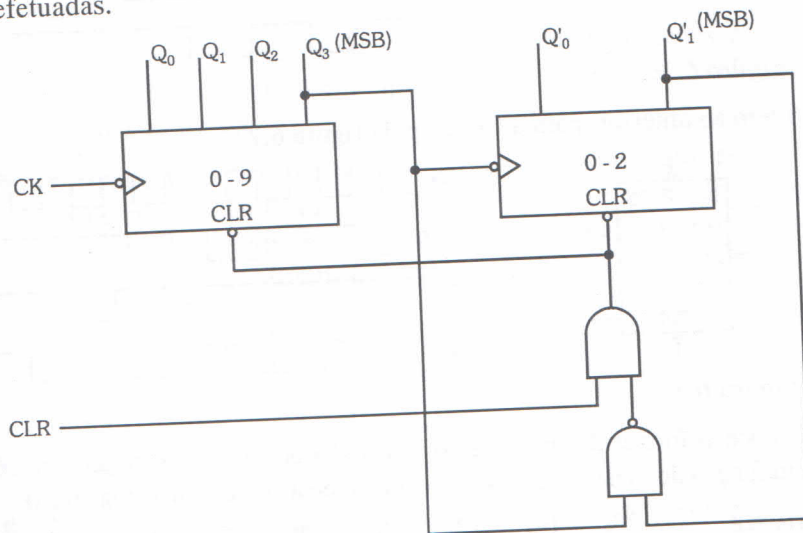 efetuadas.
Q₀ Q₁ Q₂ Q₃ (MSB)
Q'₀ Q'₁ (MSB)
CK
0 - 9
CLR
0 - 2
CLR
CLR